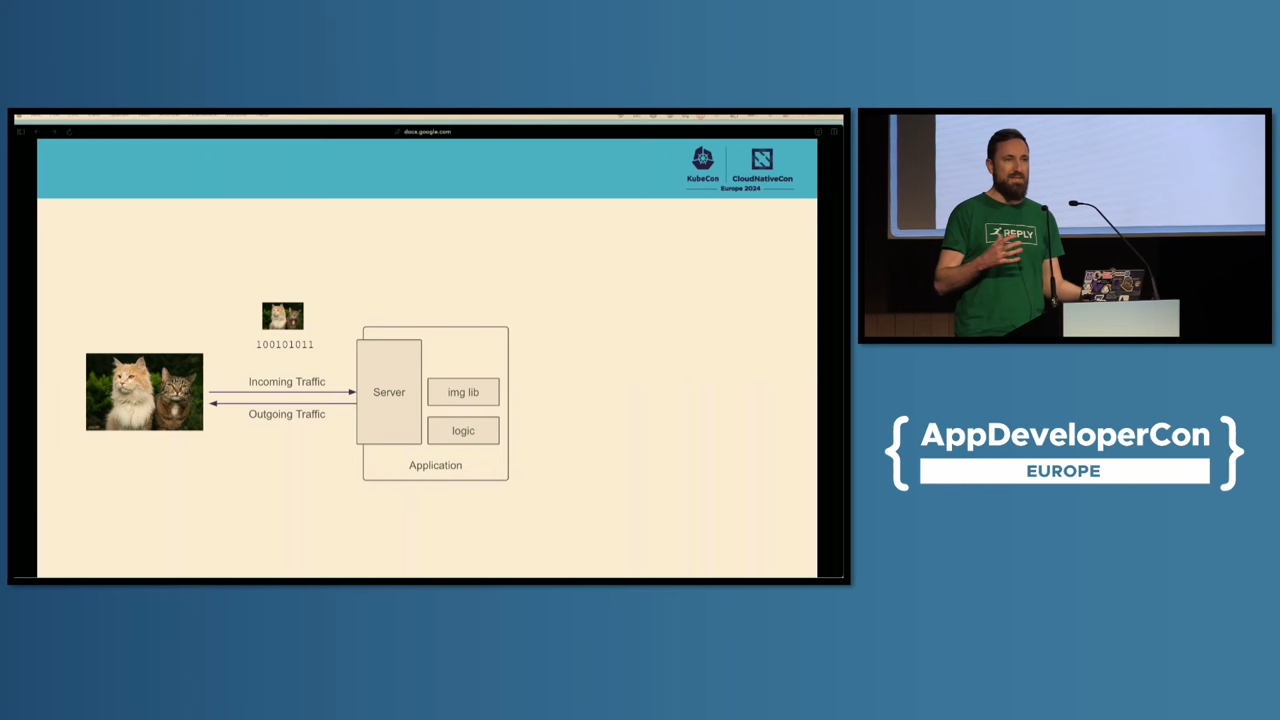 docs.google.com
KubeCon
CloudNativeCon
Europe 2024
100101011
Incoming Traffic
Outgoing Traffic
Server
img lib
logic
Application
REPLY
{ AppDeveloperCon }
EUROPE